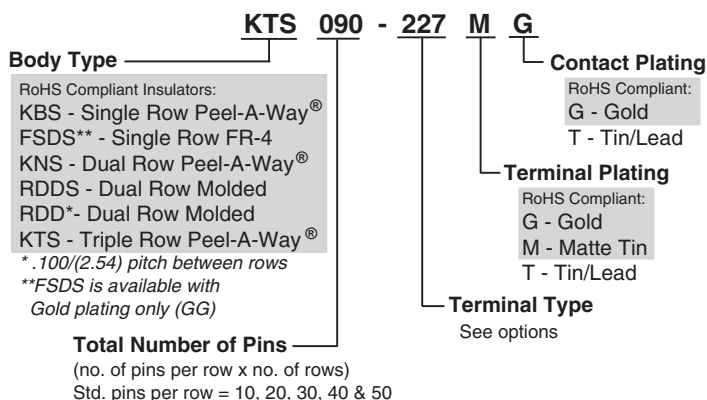 KTS 090 - 227 M G
Body Type
RoHS Compliant Insulators:
KBS - Single Row Peel-A-Way®
FSDS** - Single Row FR-4
KNS - Dual Row Peel-A-Way®
RDDS - Dual Row Molded
RDD*- Dual Row Molded
KTS - Triple Row Peel-A-Way ®
* .100/(2.54) pitch between rows
**FSDS is available with
Gold plating only (GG)
Total Number of Pins
(no. of pins per row x no. of rows)
Std. pins per row = 10, 20, 30, 40 & 50
Contact Plating
RoHS Compliant:
G - Gold
T - Tin/Lead
Terminal Plating
RoHS Compliant:
G - Gold
M - Matte Tin
T - Tin/Lead
Terminal Type
See options